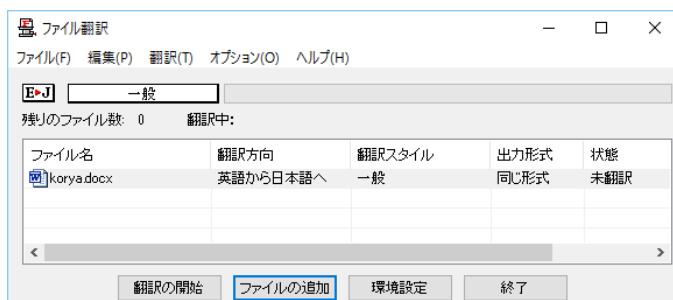 ファイル翻訳
ファイル(F) 編集(P) 翻訳(T) オプション(O) ヘルプ(H)
E▶J 一般
残りのファイル数: 0 翻訳中:
ファイル名 翻訳方向 翻訳スタイル 出力形式 状態
korya.docx 英語から日本語へ 一般 同じ形式 未翻訳
翻訳の開始 ファイルの追加 環境設定 終了